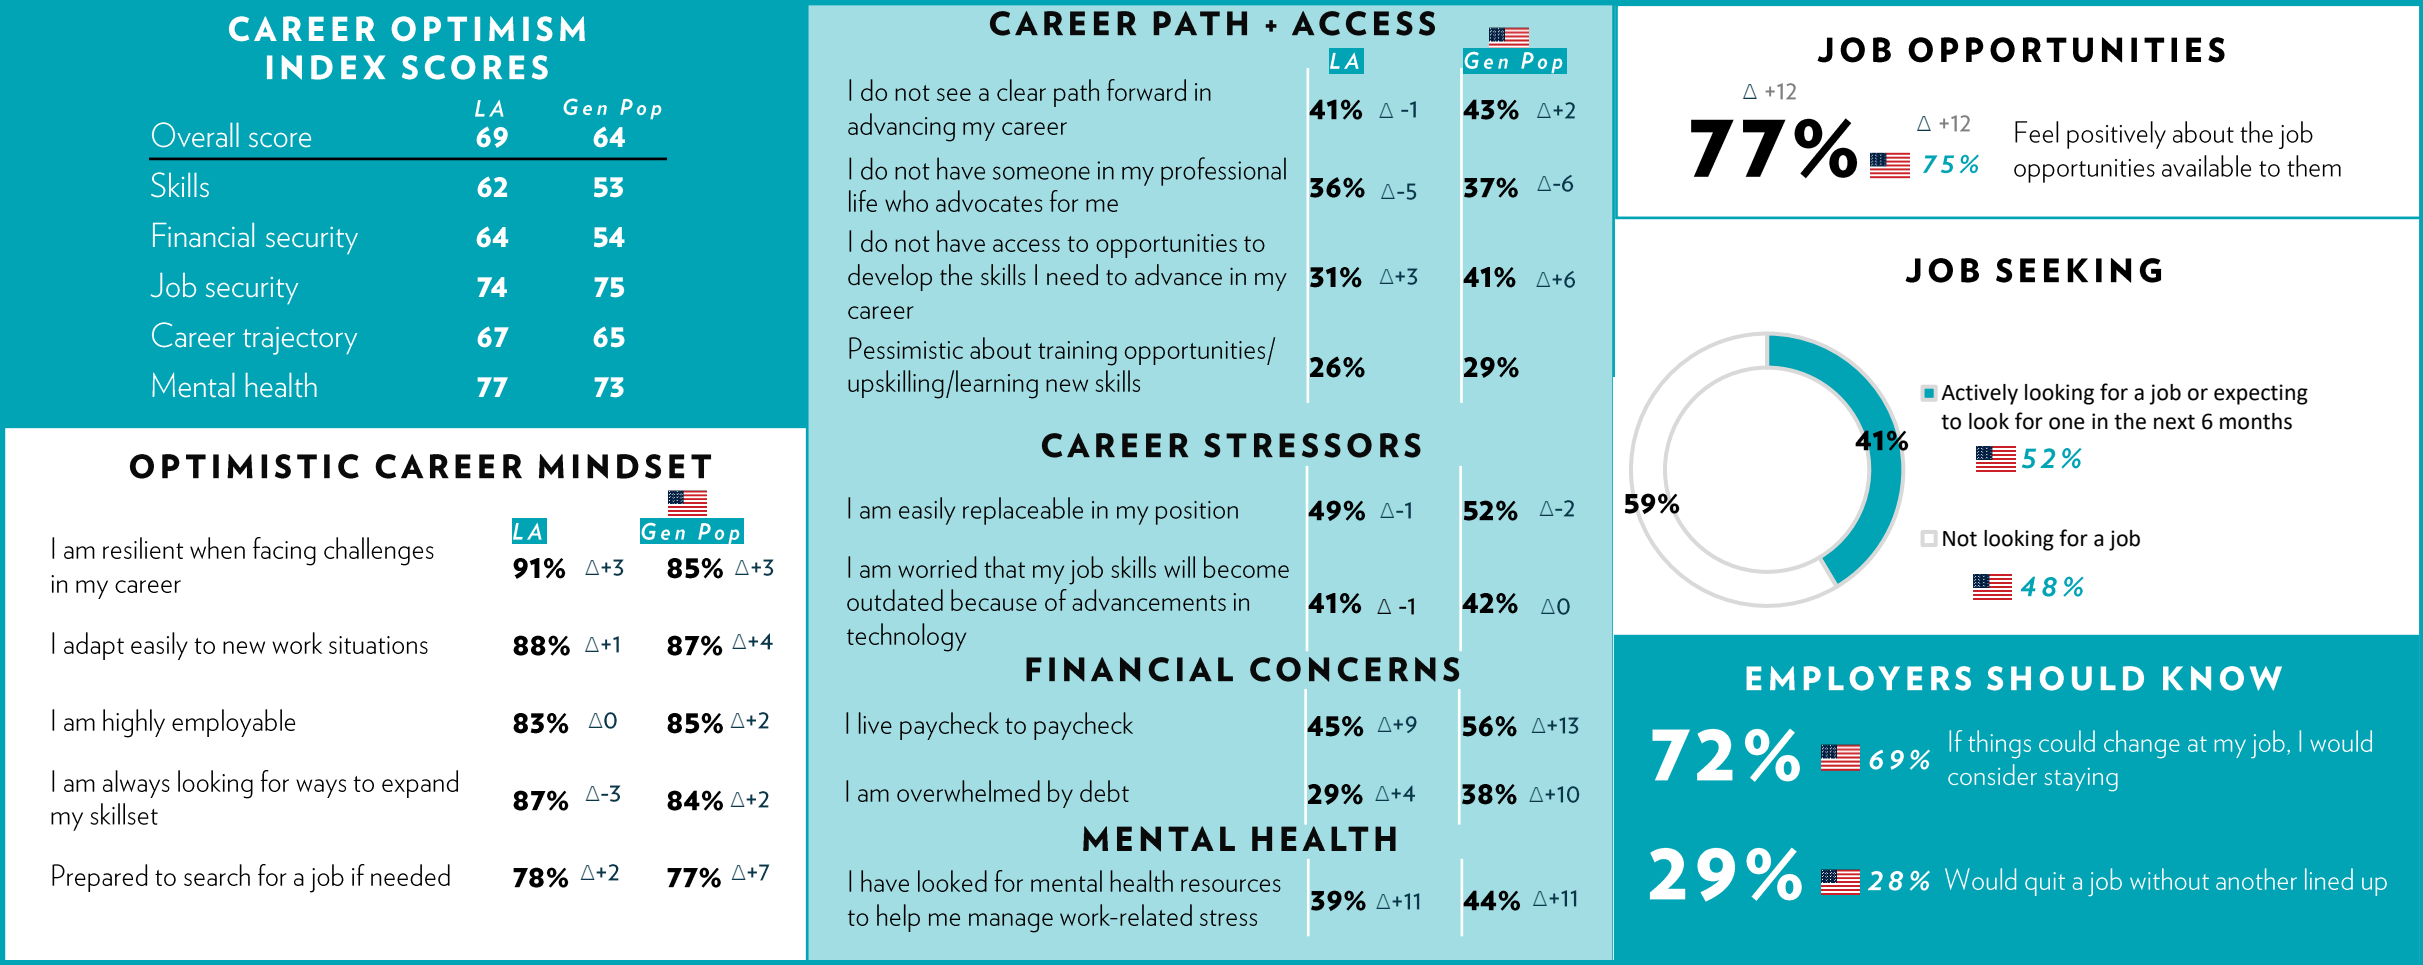 CAREER OPTIMISM
INDEX SCORES
LA Gen Pop
Overall score 69 64
Skills 62 53
Financial security 64 54
Job security 74 75
Career trajectory 67 65
Mental health 77 73
OPTIMISTIC CAREER MINDSET
LA Gen Pop
I am resilient when facing challenges
in my career
91% Δ+3 85% Δ+3
I adapt easily to new work situations 88% Δ+1 87% Δ+4
I am highly employable 83% Δ0 85% Δ+2
I am always looking for ways to expand
my skillset
87% Δ-3 84% Δ+2
Prepared to search for a job if needed 78% Δ+2 77% Δ+7
CAREER PATH + ACCESS
LA Gen Pop
I do not see a clear path forward in
advancing my career
41% Δ -1 43% Δ+2
I do not have someone in my professional
life who advocates for me
36% Δ-5 37% Δ-6
I do not have access to opportunities to
develop the skills I need to advance in my
career
31% Δ+3 41% Δ+6
Pessimistic about training opportunities/
upskilling/learning new skills
26% 29%
CAREER STRESSORS
I am easily replaceable in my position 49% Δ-1 52% Δ-2
I am worried that my job skills will become
outdated because of advancements in
technology
41% Δ -1 42% Δ0
FINANCIAL CONCERNS
I live paycheck to paycheck 45% Δ+9 56% Δ+13
I am overwhelmed by debt 29% Δ+4 38% Δ+10
MENTAL HEALTH
I have looked for mental health resources
to help me manage work-related stress
39% Δ+11 44% Δ+11
JOB OPPORTUNITIES
Δ +12
77%
Δ +12
75%
Feel positively about the job
opportunities available to them
JOB SEEKING
41%
59%
Actively looking for a job or expecting
to look for one in the next 6 months
52%
Not looking for a job
48%
EMPLOYERS SHOULD KNOW
72% 69%
If things could change at my job, I would
consider staying
29% 28% Would quit a job without another lined up